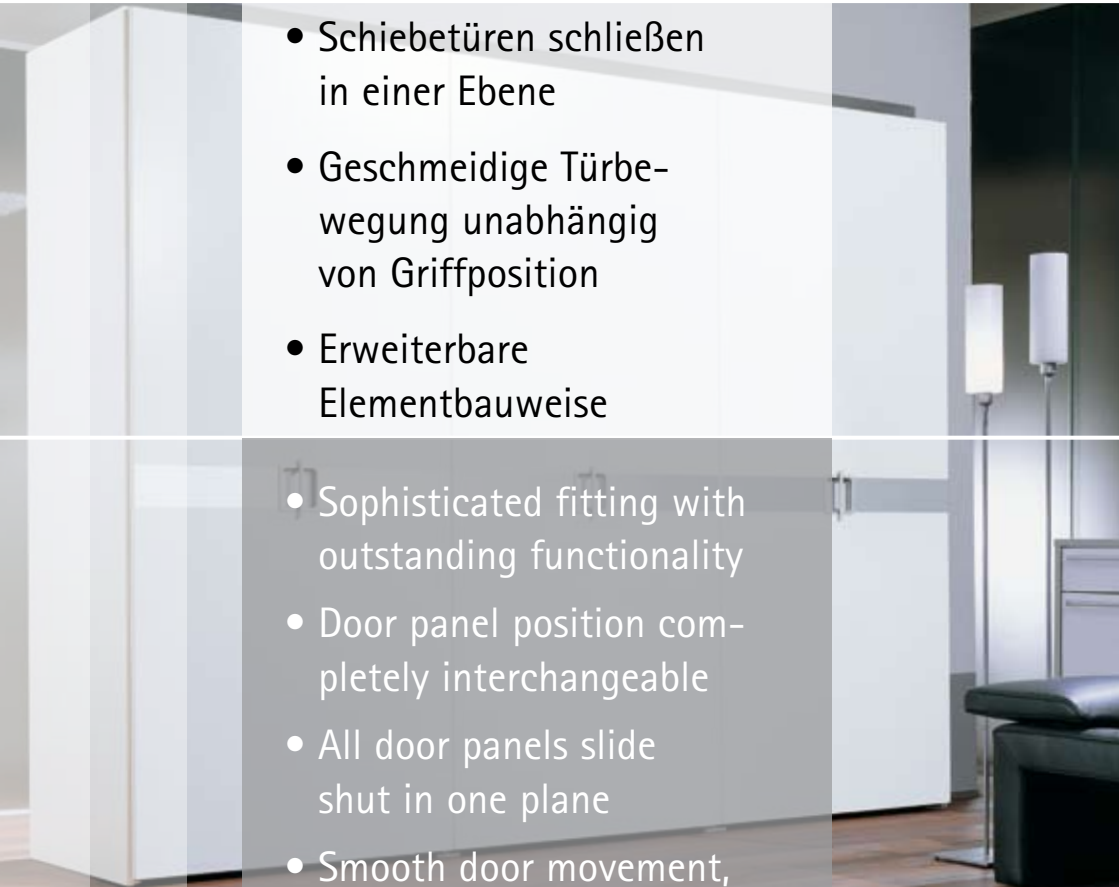 • Schiebetüren schließen
in einer Ebene
• Geschmeidige Türbe-
wegung unabhängig
von Griffposition
• Erweiterbare
Elementbauweise
• Sophisticated fitting with
outstanding functionality
• Door panel position com-
pletely interchangeable
• All door panels slide
shut in one plane
• Smooth door movement,